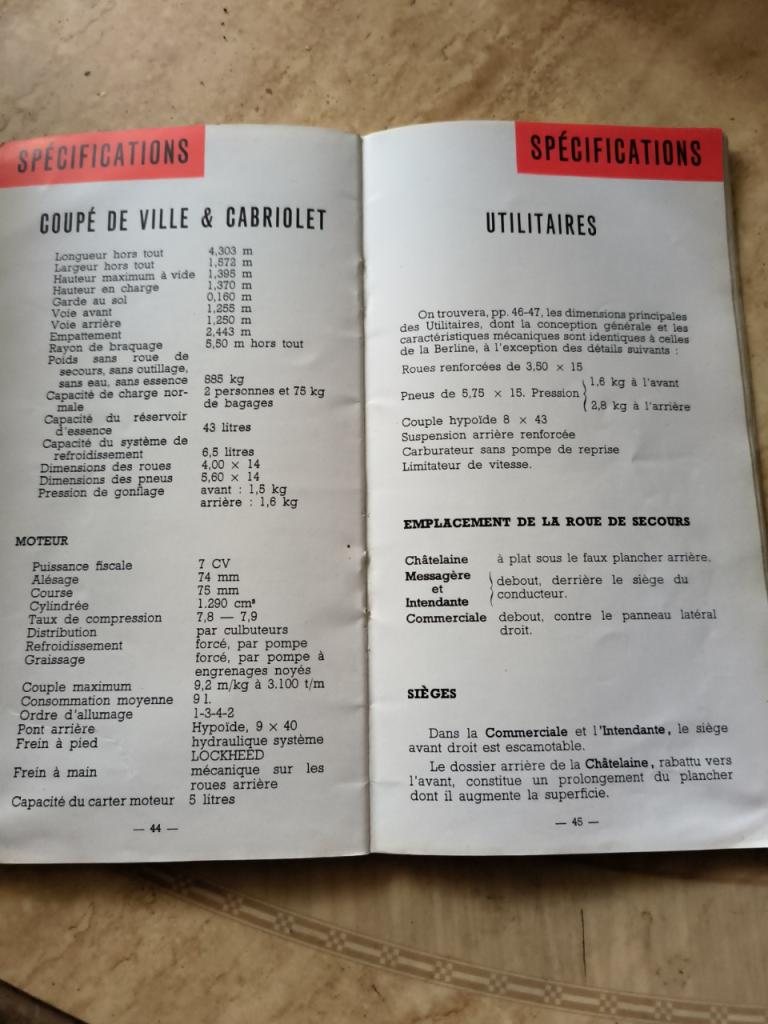 SPÉCIFICATIONS
COUPÉ DE VILLE & CABRIOLET
Longueur hors tout 4,303 m
Largeur hors tout 1,572 m
Hauteur maximum à vide 1,395 m
Hauteur en charge 1,370 m
Garde au sol 0,160 m
Voie avant 1,255 m
Voie arrière 1,250 m
Empattement 2,443 m
Rayon de braquage 5,50 m hors tout
Poids sans roue de
secours, sans outillage,
sans eau, sans essence 885 kg
Capacité de charge nor- 2 personnes et 75 kg
male de bagages
Capacité du réservoir
d'essence 43 litres
Capacité du système de
refroidissement 6,5 litres
Dimensions des roues 4,00 × 14
Dimensions des pneus 5,60 × 14
Pression de gonflage avant : 1,5 kg
arrière : 1,6 kg
MOTEUR
Puissance fiscale 7 CV
Alésage 74 mm
Course 75 mm
Cylindrée 1.290 cm³
Taux de compression 7,8 — 7,9
Distribution par culbuteurs
Refroidissement forcé, par pompe
Graissage forcé, par pompe à
engrenages noyés
Couple maximum 9,2 m/kg à 3.100 t/m
Consommation moyenne 9 l.
Ordre d'allumage 1-3-4-2
Pont arrière Hypoïde, 9 × 40
Frein à pied hydraulique système
LOCKHEED
Frein à main mécanique sur les
roues arrière
Capacité du carter moteur 5 litres
— 44 —
SPÉCIFICATIONS
UTILITAIRES
On trouvera, pp. 46-47, les dimensions principales
des Utilitaires, dont la conception générale et les
caractéristiques mécaniques sont identiques à celles
de la Berline, à l'exception des détails suivants :
Roues renforcées de 3,50 × 15
Pneus de 5,75 × 15. Pression { 1,6 kg à l'avant
2,8 kg à l'arrière
Couple hypoïde 8 × 43
Suspension arrière renforcée
Carburateur sans pompe de reprise
Limitateur de vitesse.
EMPLACEMENT DE LA ROUE DE SECOURS
Châtelaine à plat sous le faux plancher arrière.
Messagère { debout, derrière le siège du
et
Intendante conducteur.
Commerciale debout, contre le panneau latéral
droit.
SIÈGES
Dans la Commerciale et l'Intendante, le siège
avant droit est escamotable.
Le dossier arrière de la Châtelaine, rabattu vers
l'avant, constitue un prolongement du plancher
dont il augmente la superficie.
— 45 —